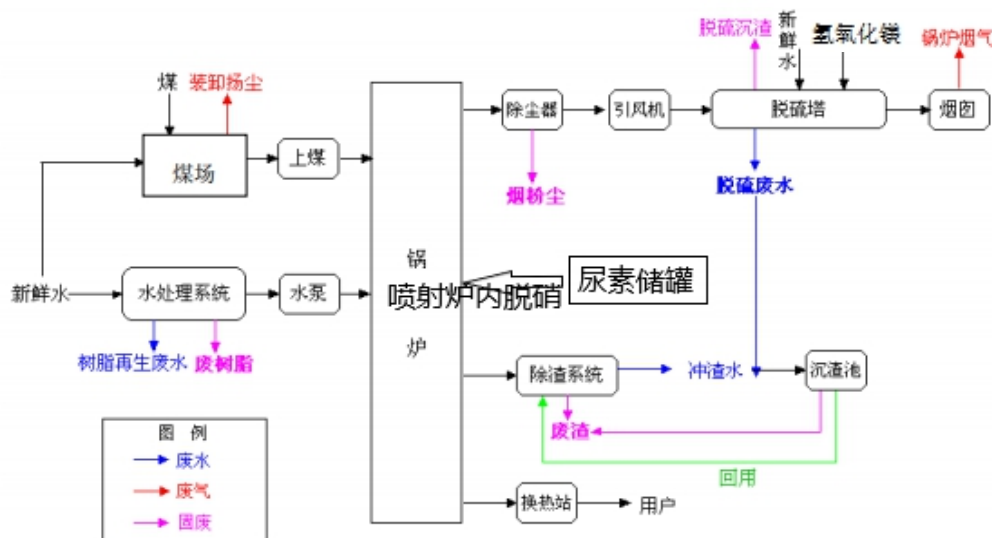 脱硫沉渣
新鲜水
氢氧化镁
锅炉烟气
煤
装卸扬尘
除尘器
引风机
脱硫塔
烟囱
煤场
上煤
烟粉尘
脱硫废水
锅炉
喷射炉内脱硝
尿素储罐
新鲜水
水处理系统
水泵
树脂再生废水
废树脂
除渣系统
冲渣水
沉渣池
废渣
回用
换热站
用户
图 例
废水
废气
固废